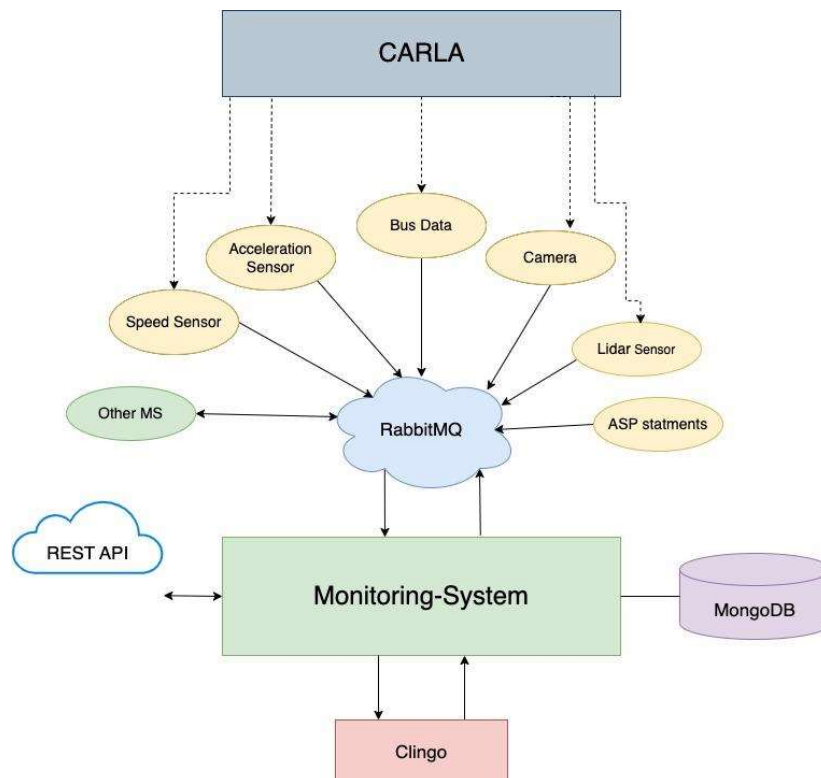 CARLA
Bus Data
Acceleration
Sensor
Camera
Speed Sensor
Lidar Sensor
Other MS
RabbitMQ
ASP statments
REST API
Monitoring-System
MongoDB
Clingo